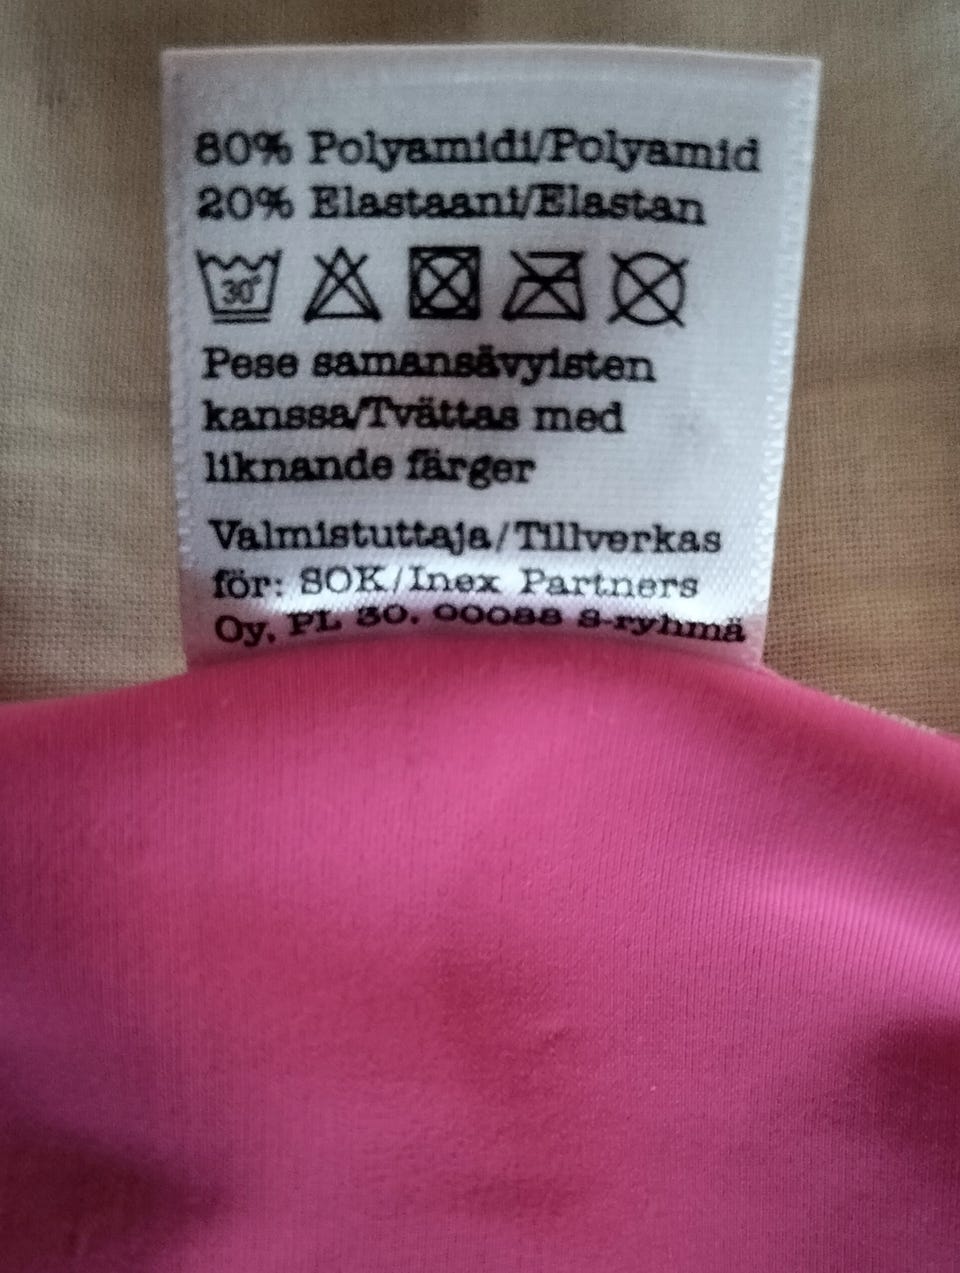 80% Polyamidi/Polyamid
20% Elastaani/Elastan
30°
Pese samansävyisten
kanssa/Tvättas med
liknande färger
Valmistuttaja/Tillverkas
för: SOK/Inex Partners
Oy, PL 30, 00088 S-ryhmä